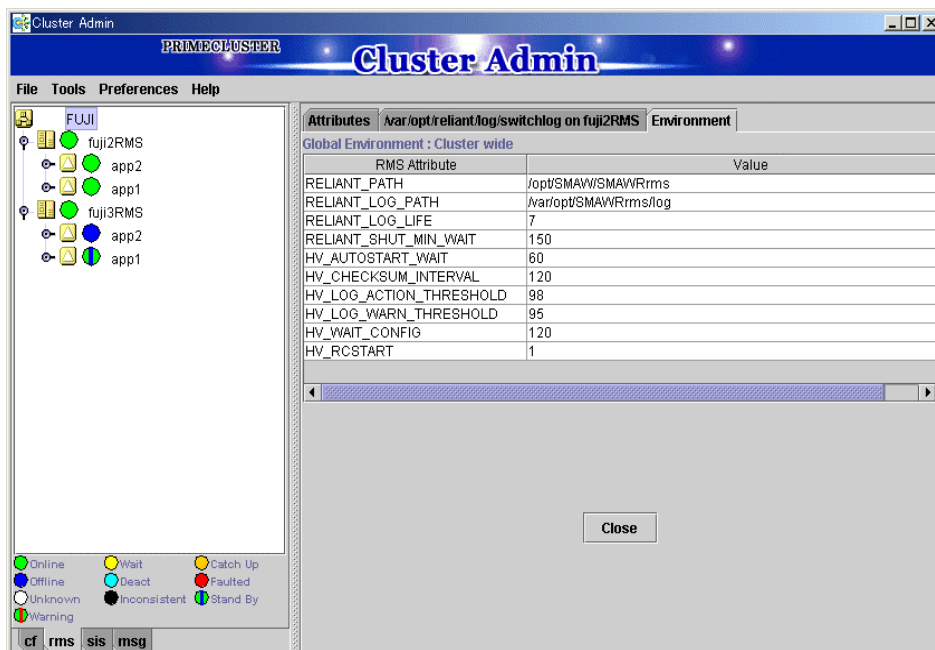 Cluster Admin
PRIMECLUSTER
Cluster Admin
File Tools Preferences Help
FUJI
fuji2RMS
app2
app1
fuji3RMS
app2
app1
Online Wait Catch Up
Offline Deact Faulted
Unknown Inconsistent Stand By
Warning
cf rms sis msg
Attributes /var/opt/reliant/log/switchlog on fuji2RMS Environment
Global Environment : Cluster wide
RMS Attribute Value
RELIANT_PATH /opt/SMAW/SMAWRrms
RELIANT_LOG_PATH /var/opt/SMAWRrms/log
RELIANT_LOG_LIFE 7
RELIANT_SHUT_MIN_WAIT 150
HV_AUTOSTART_WAIT 60
HV_CHECKSUM_INTERVAL 120
HV_LOG_ACTION_THRESHOLD 98
HV_LOG_WARN_THRESHOLD 95
HV_WAIT_CONFIG 120
HV_RCSTART 1
Close